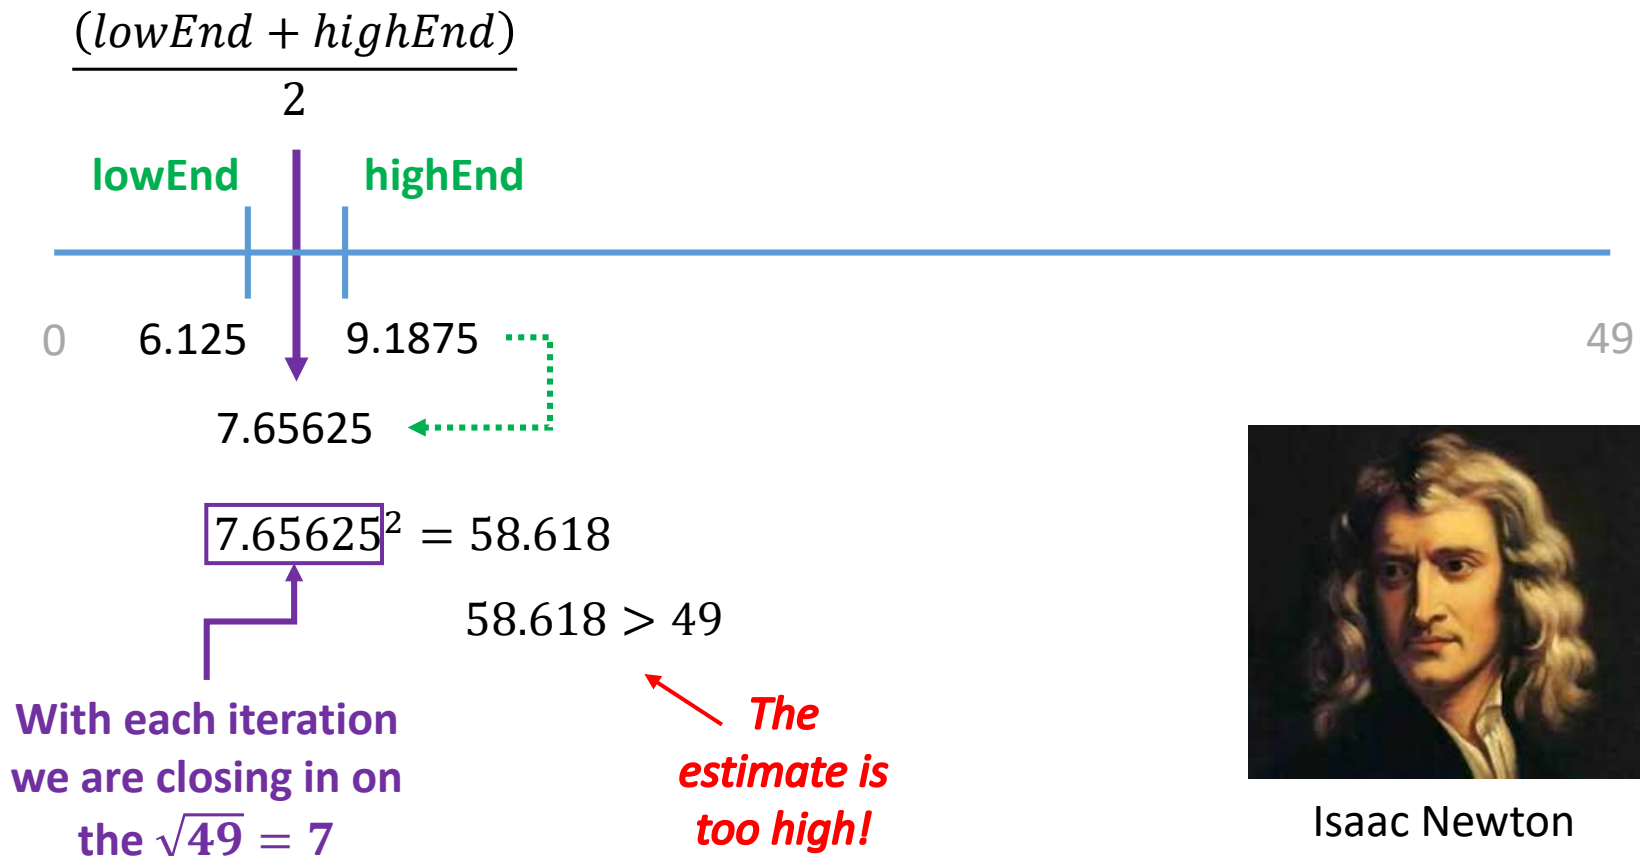 (lowEnd + highEnd)
2
lowEnd highEnd
0 6.125 9.1875 49
7.65625
7.65625² = 58.618
58.618 > 49
With each iteration
we are closing in on
the √49 = 7
The
estimate is
too high!
Isaac Newton